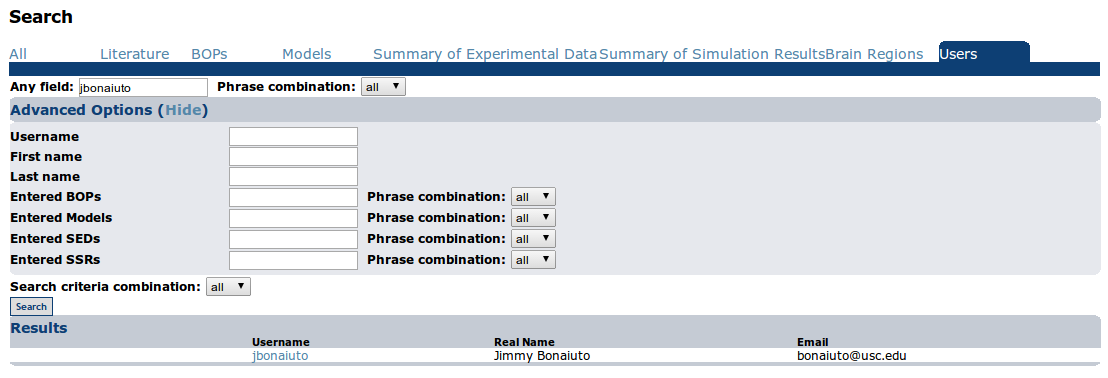 Search
All Literature BOPs Models Summary of Experimental Data Summary of Simulation Results Brain Regions Users
Any field: jbonaiuto Phrase combination: all
Advanced Options (Hide)
Username
First name
Last name
Entered BOPs Phrase combination: all
Entered Models Phrase combination: all
Entered SEDs Phrase combination: all
Entered SSRs Phrase combination: all
Search criteria combination: all
Search
Results
Username Real Name Email
jbonaiuto Jimmy Bonaiuto bonaiuto@usc.edu